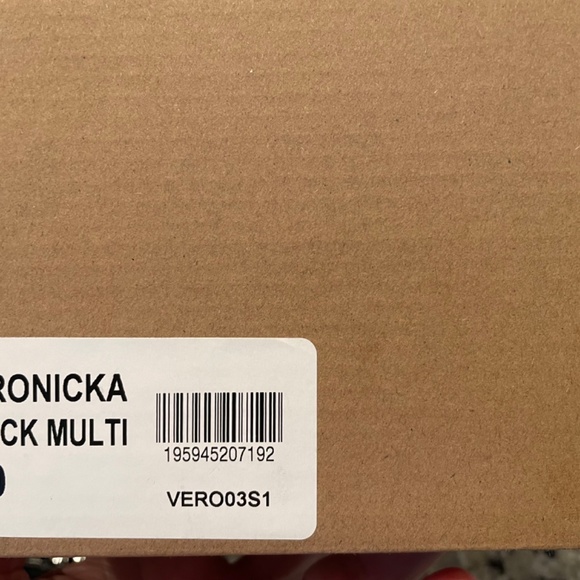 RONICKA
CK MULTI
195945207192
VERO03S1